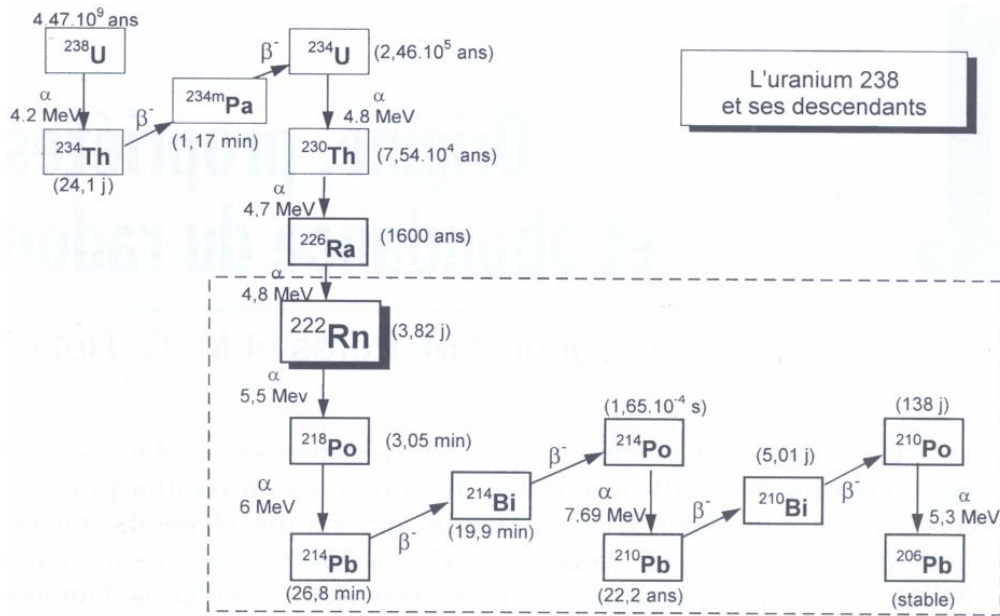 4,47.10⁹ ans
²³⁸U
α
4.2 MeV
²³⁴Th
(24,1 j)
β⁻
²³⁴ᵐPa
(1,17 min)
β⁻
²³⁴U
(2,46.10⁵ ans)
α
4.8 MeV
²³⁰Th
(7,54.10⁴ ans)
α
4,7 MeV
²²⁶Ra
(1600 ans)
α
4,8 MeV
²²²Rn
(3,82 j)
α
5,5 Mev
²¹⁸Po
(3,05 min)
α
6 MeV
²¹⁴Pb
(26,8 min)
β⁻
²¹⁴Bi
(19,9 min)
β⁻
(1,65.10⁻⁴ s)
²¹⁴Po
α
7,69 MeV
²¹⁰Pb
(22,2 ans)
β⁻
(5,01 j)
²¹⁰Bi
β⁻
(138 j)
²¹⁰Po
α
5,3 MeV
²⁰⁶Pb
(stable)
L'uranium 238
et ses descendants